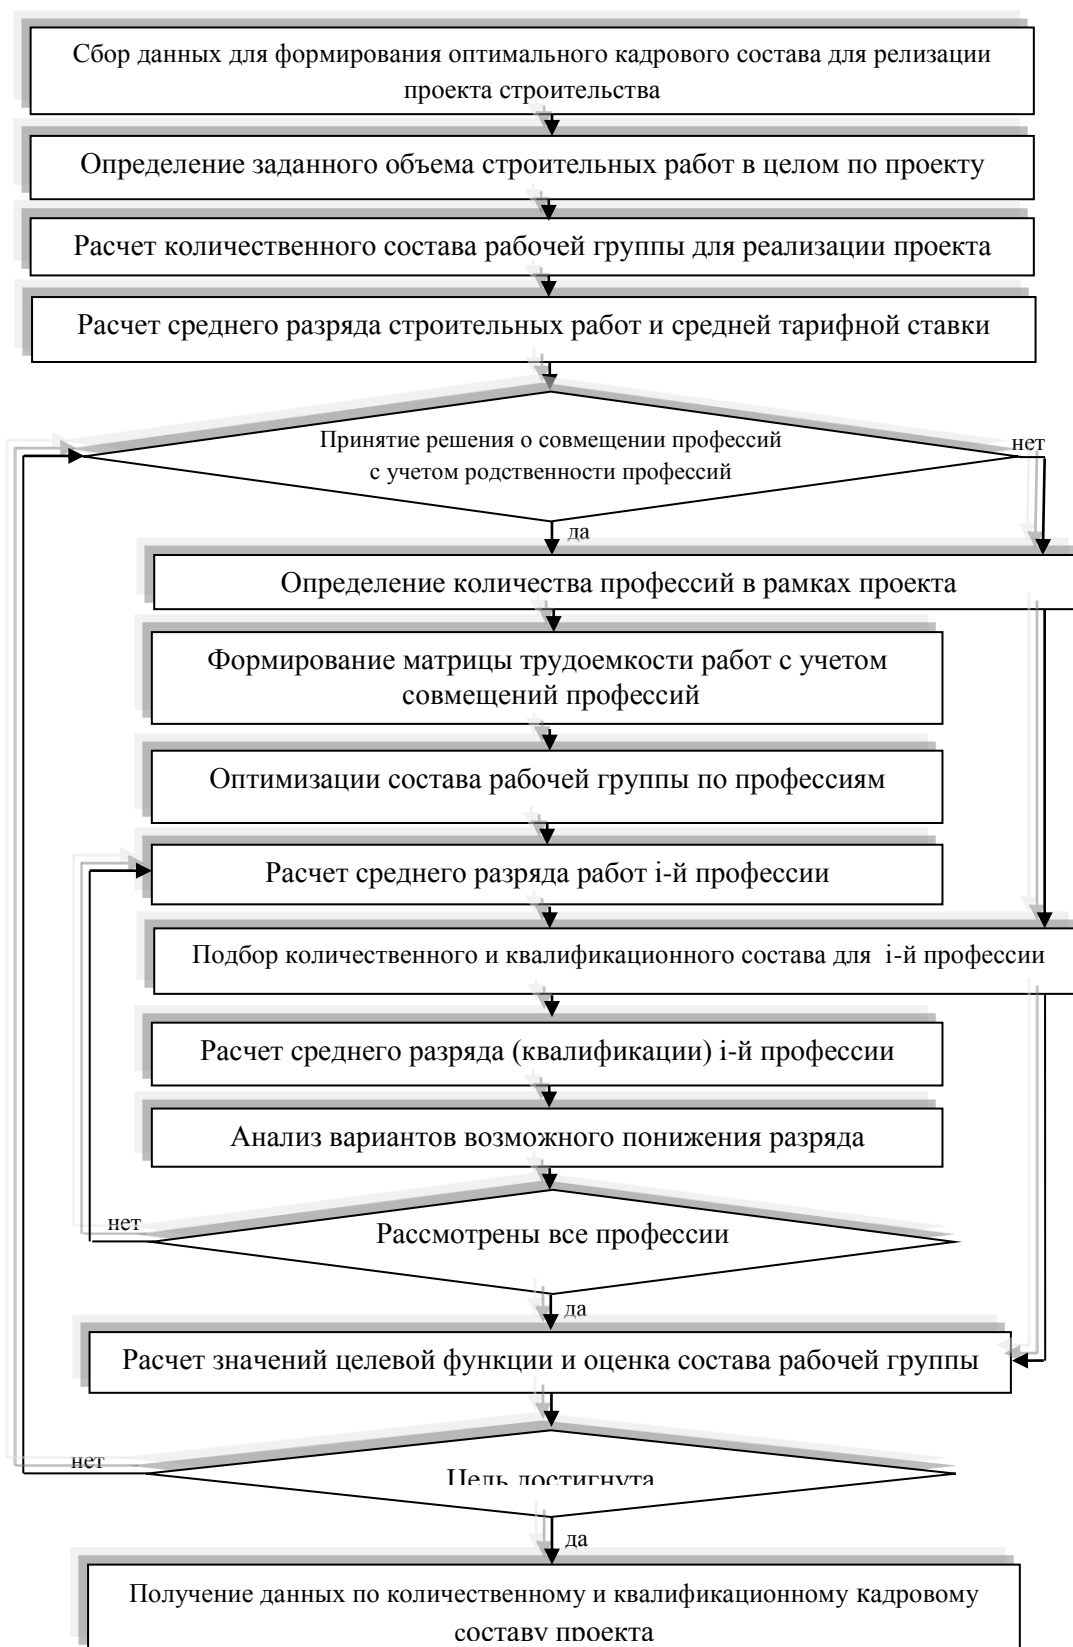 Сбор данных для формирования оптимального кадрового состава для релизации
проекта строительства
Определение заданного объема строительных работ в целом по проекту
Расчет количественного состава рабочей группы для реализации проекта
Расчет среднего разряда строительных работ и средней тарифной ставки
Принятие решения о совмещении профессий
с учетом родственности профессий
нет
да
Определение количества профессий в рамках проекта
Формирование матрицы трудоемкости работ с учетом
совмещений профессий
Оптимизации состава рабочей группы по профессиям
Расчет среднего разряда работ i-й профессии
Подбор количественного и квалификационного состава для i-й профессии
Расчет среднего разряда (квалификации) i-й профессии
Анализ вариантов возможного понижения разряда
нет
Рассмотрены все профессии
да
Расчет значений целевой функции и оценка состава рабочей группы
нет
Цель достигнута
да
Получение данных по количественному и квалификационному кадровому
составу проекта